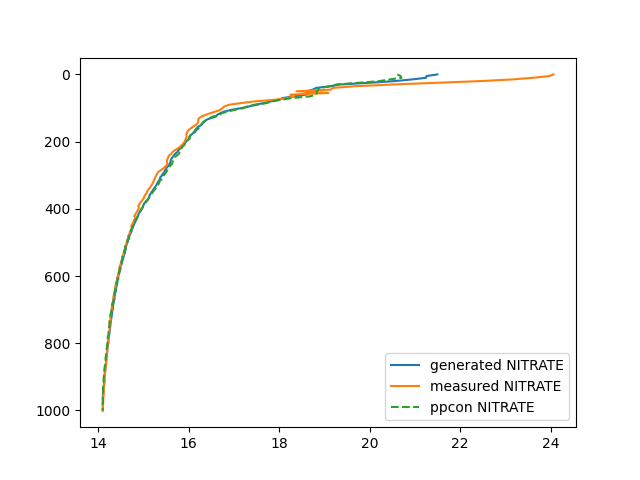 0
200
400
600
800
1000
14 16 18 20 22 24
generated NITRATE
measured NITRATE
ppcon NITRATE